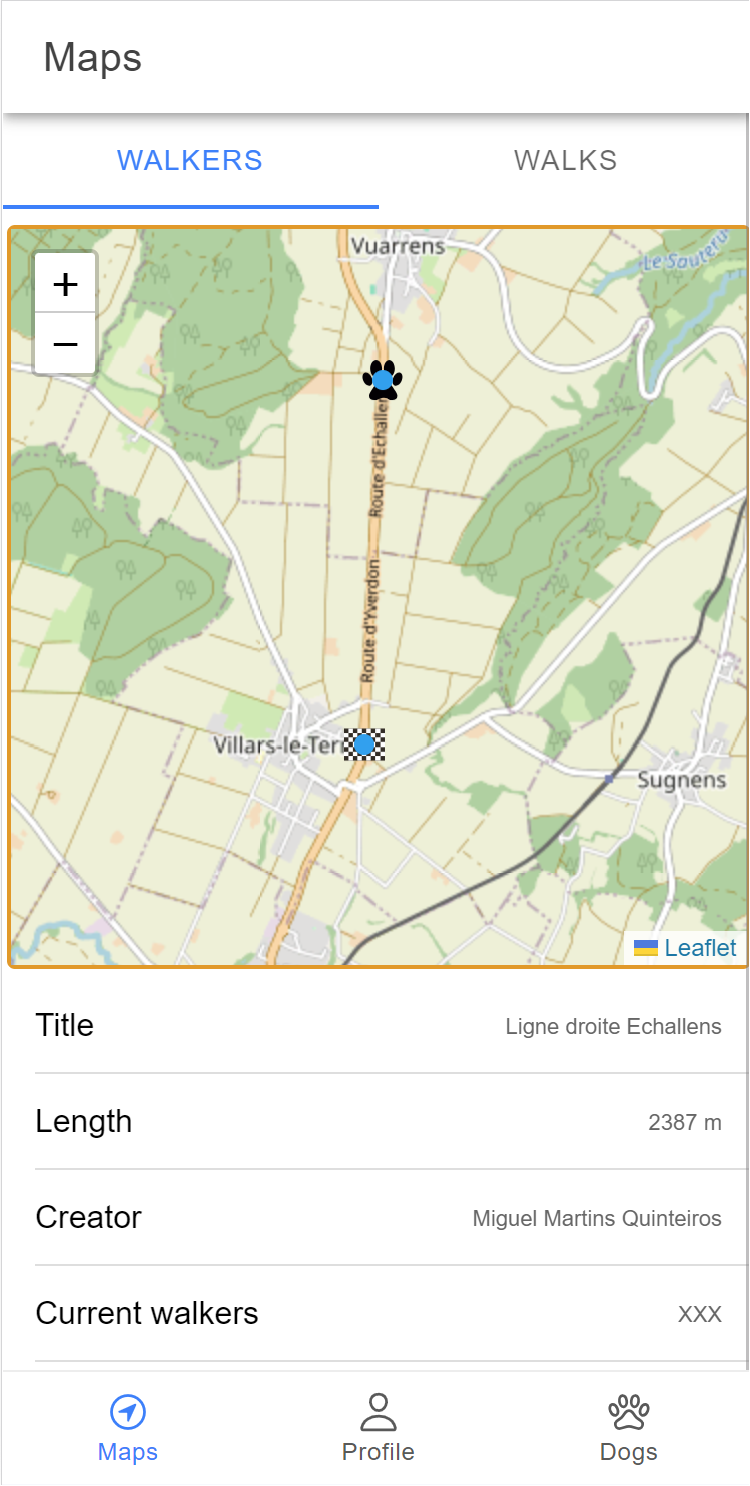 Maps
WALKERS
WALKS
+
−
Vuarrens
Le Sauteru
Route d'Echallen
Route d'Yverdon
Villars-le-Ter
Sugnens
Leaflet
Title
Ligne droite Echallens
Length
2387 m
Creator
Miguel Martins Quinteiros
Current walkers
XXX
Maps
Profile
Dogs